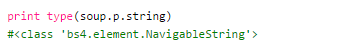 print type(soup.p.string)
#<class 'bs4.element.NavigableString'>